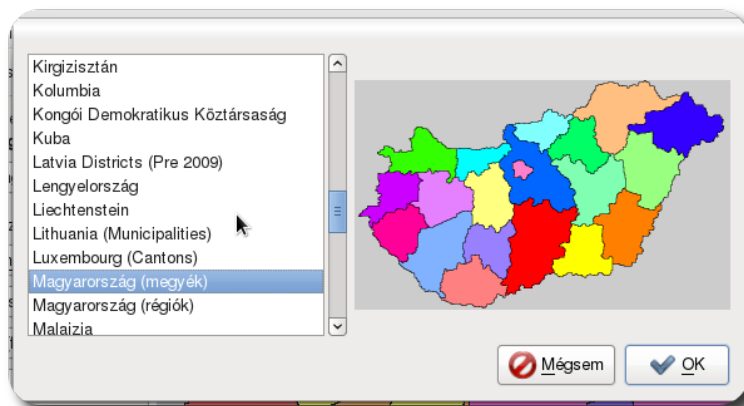 Kirgizisztán
Kolumbia
Kongói Demokratikus Köztársaság
Kuba
Latvia Districts (Pre 2009)
Lengyelország
Liechtenstein
Lithuania (Municipalities)
Luxembourg (Cantons)
Magyarország (megyék)
Magyarország (régiók)
Malaizia
Mégsem
OK